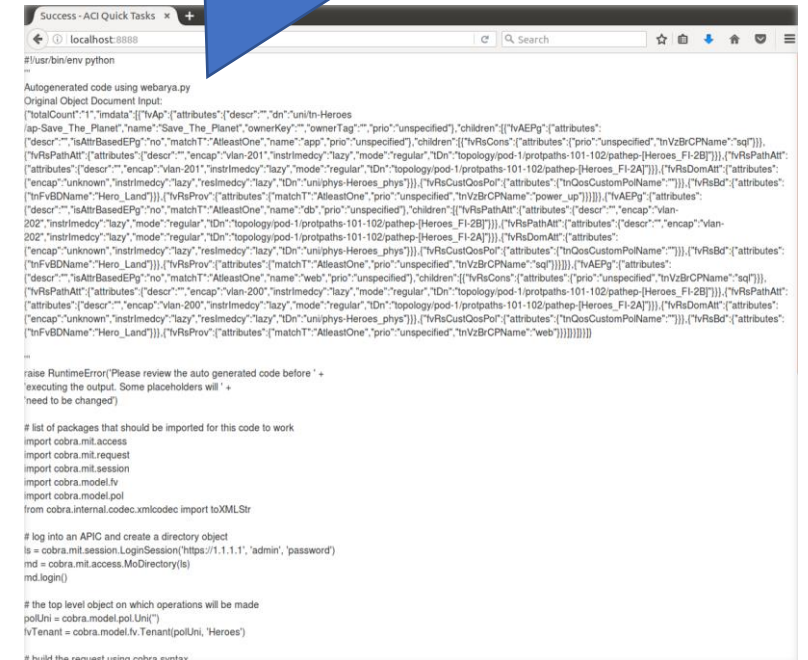 Success - ACI Quick Tasks × +
localhost:8888 Search
#!/usr/bin/env python
'''
Autogenerated code using webarya.py
Original Object Document Input:
{"totalCount":"1","imdata":[{"fvAp":{"attributes":{"descr":"","dn":"uni/tn-Heroes
/ap-Save_The_Planet","name":"Save_The_Planet","ownerKey":"","ownerTag":"","prio":"unspecified"},"children":[{"fvAEPg":{"attributes":
{"descr":"","isAttrBasedEPg":"no","matchT":"AtleastOne","name":"app","prio":"unspecified"},"children":[{"fvRsCons":{"attributes":{"prio":"unspecified","tnVzBrCPName":"sql"}}},
{"fvRsPathAtt":{"attributes":{"descr":"","encap":"vlan-201","instrImedcy":"lazy","mode":"regular","tDn":"topology/pod-1/protpaths-101-102/pathep-[Heroes_FI-2B]"}}},{"fvRsPathAtt":
{"attributes":{"descr":"","encap":"vlan-201","instrImedcy":"lazy","mode":"regular","tDn":"topology/pod-1/protpaths-101-102/pathep-[Heroes_FI-2A]"}}},{"fvRsDomAtt":{"attributes":
{"encap":"unknown","instrImedcy":"lazy","resImedcy":"lazy","tDn":"uni/phys-Heroes_phys"}}},{"fvRsCustQosPol":{"attributes":{"tnQosCustomPolName":""}}},{"fvRsBd":{"attributes":
{"tnFvBDName":"Hero_Land"}}},{"fvRsProv":{"attributes":{"matchT":"AtleastOne","prio":"unspecified","tnVzBrCPName":"power_up"}}}]}},{"fvAEPg":{"attributes":
{"descr":"","isAttrBasedEPg":"no","matchT":"AtleastOne","name":"db","prio":"unspecified"},"children":[{"fvRsPathAtt":{"attributes":{"descr":"","encap":"vlan-
202","instrImedcy":"lazy","mode":"regular","tDn":"topology/pod-1/protpaths-101-102/pathep-[Heroes_FI-2B]"}}},{"fvRsPathAtt":{"attributes":{"descr":"","encap":"vlan-
202","instrImedcy":"lazy","mode":"regular","tDn":"topology/pod-1/protpaths-101-102/pathep-[Heroes_FI-2A]"}}},{"fvRsDomAtt":{"attributes":
{"encap":"unknown","instrImedcy":"lazy","resImedcy":"lazy","tDn":"uni/phys-Heroes_phys"}}},{"fvRsCustQosPol":{"attributes":{"tnQosCustomPolName":""}}},{"fvRsBd":{"attributes":
{"tnFvBDName":"Hero_Land"}}},{"fvRsProv":{"attributes":{"matchT":"AtleastOne","prio":"unspecified","tnVzBrCPName":"sql"}}}]}},{"fvAEPg":{"attributes":
{"descr":"","isAttrBasedEPg":"no","matchT":"AtleastOne","name":"web","prio":"unspecified"},"children":[{"fvRsCons":{"attributes":{"prio":"unspecified","tnVzBrCPName":"sql"}}},
{"fvRsPathAtt":{"attributes":{"descr":"","encap":"vlan-200","instrImedcy":"lazy","mode":"regular","tDn":"topology/pod-1/protpaths-101-102/pathep-[Heroes_FI-2B]"}}},{"fvRsPathAtt":
{"attributes":{"descr":"","encap":"vlan-200","instrImedcy":"lazy","mode":"regular","tDn":"topology/pod-1/protpaths-101-102/pathep-[Heroes_FI-2A]"}}},{"fvRsDomAtt":{"attributes":
{"encap":"unknown","instrImedcy":"lazy","resImedcy":"lazy","tDn":"uni/phys-Heroes_phys"}}},{"fvRsCustQosPol":{"attributes":{"tnQosCustomPolName":""}}},{"fvRsBd":{"attributes":
{"tnFvBDName":"Hero_Land"}}},{"fvRsProv":{"attributes":{"matchT":"AtleastOne","prio":"unspecified","tnVzBrCPName":"web"}}}]}}]}}]}
'''
raise RuntimeError('Please review the auto generated code before ' +
'executing the output. Some placeholders will ' +
'need to be changed')
# list of packages that should be imported for this code to work
import cobra.mit.access
import cobra.mit.request
import cobra.mit.session
import cobra.model.fv
import cobra.model.pol
from cobra.internal.codec.xmlcodec import toXMLStr
# log into an APIC and create a directory object
ls = cobra.mit.session.LoginSession('https://1.1.1.1', 'admin', 'password')
md = cobra.mit.access.MoDirectory(ls)
md.login()
# the top level object on which operations will be made
polUni = cobra.model.pol.Uni('')
fvTenant = cobra.model.fv.Tenant(polUni, 'Heroes')
# build the request using cobra syntax